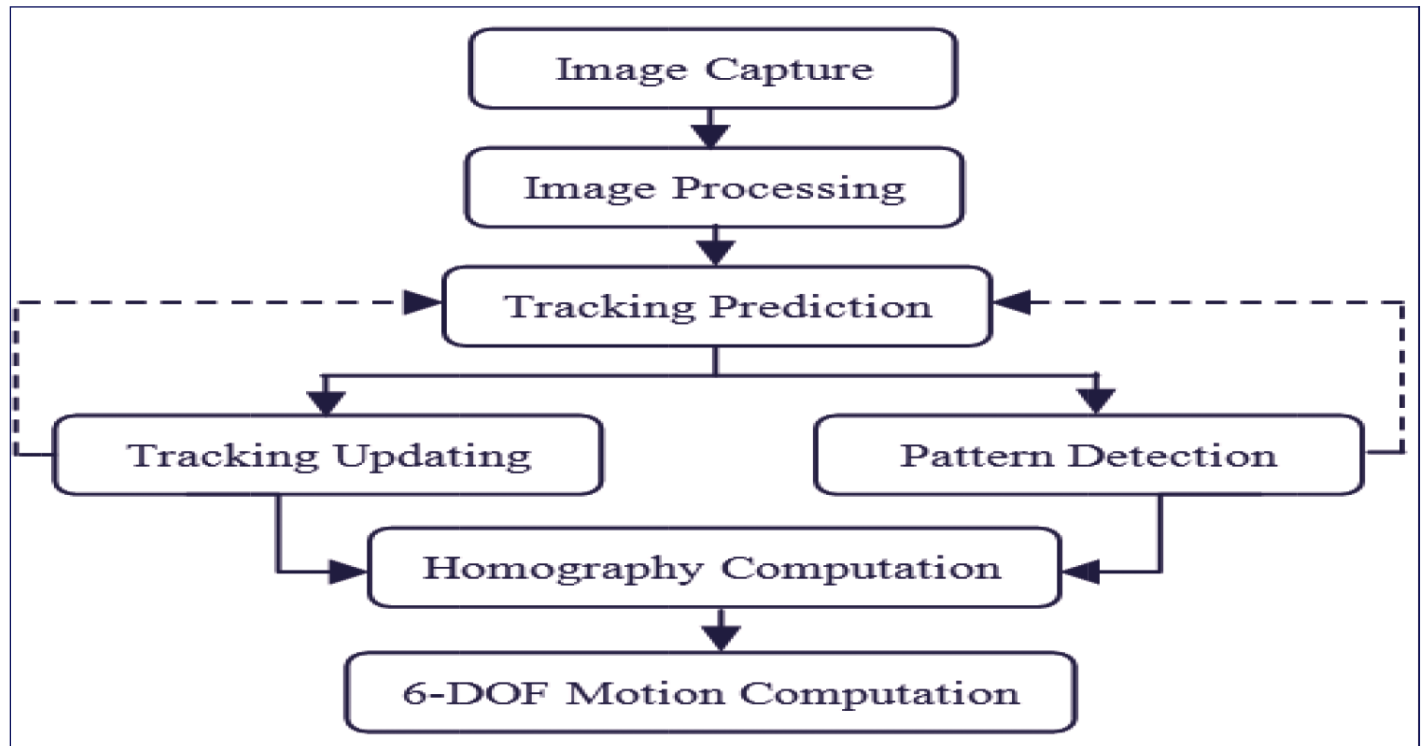 Image Capture
Image Processing
Tracking Prediction
Tracking Updating
Pattern Detection
Homography Computation
6-DOF Motion Computation